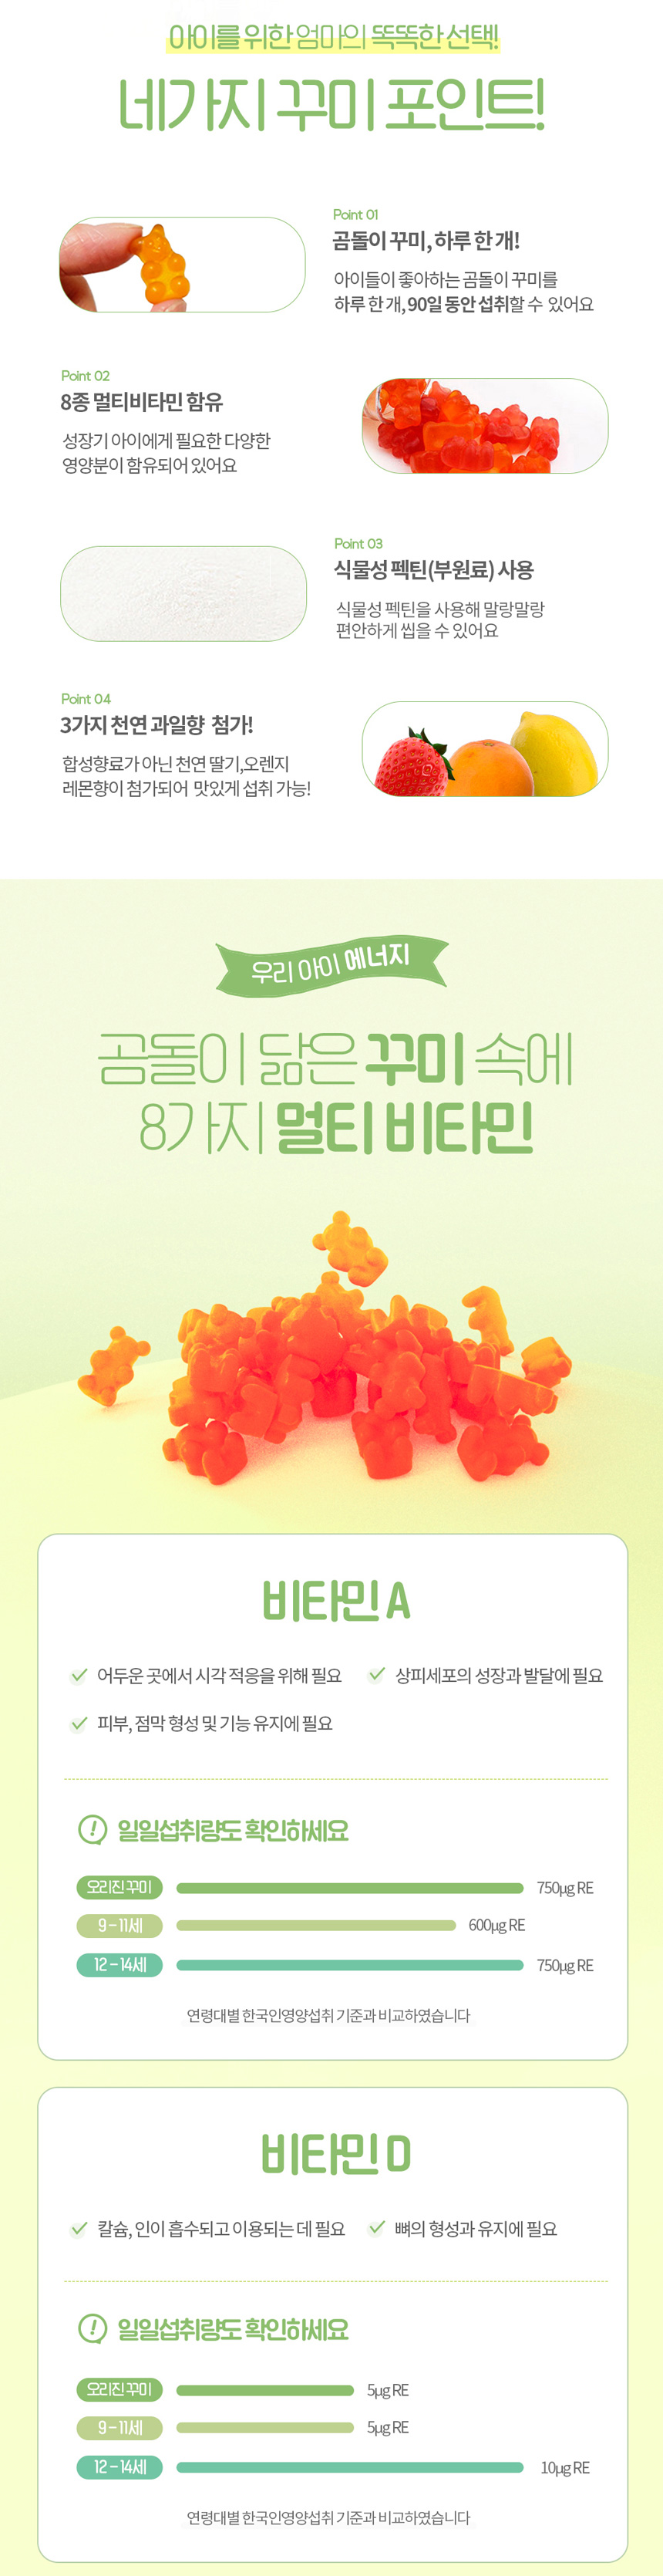 아이를 위한 엄마의 똑똑한 선택!
네가지 꾸미 포인트!
Point 01
곰돌이 꾸미, 하루 한 개!
아이들이 좋아하는 곰돌이 꾸미를
하루 한 개, 90일 동안 섭취할 수 있어요
Point 02
8종 멀티비타민 함유
성장기 아이에게 필요한 다양한
영양분이 함유되어 있어요
Point 03
식물성 펙틴(부원료) 사용
식물성 펙틴을 사용해 말랑말랑
편안하게 씹을 수 있어요
Point 04
3가지 천연 과일향 첨가!
합성향료가 아닌 천연 딸기,오렌지
레몬향이 첨가되어 맛있게 섭취 가능!
우리 아이 에너지
곰돌이 닮은 꾸미 속에
8가지 멀티 비타민
비타민 A
어두운 곳에서 시각 적응을 위해 필요
상피세포의 성장과 발달에 필요
피부, 점막 형성 및 기능 유지에 필요
일일섭취량도 확인하세요
오리진 꾸미 750μg RE
9 – 11세 600μg RE
12 – 14세 750μg RE
연령대별 한국인영양섭취 기준과 비교하였습니다
비타민 D
칼슘, 인이 흡수되고 이용되는 데 필요
뼈의 형성과 유지에 필요
일일섭취량도 확인하세요
오리진 꾸미 5μg RE
9 – 11세 5μg RE
12 – 14세 10μg RE
연령대별 한국인영양섭취 기준과 비교하였습니다